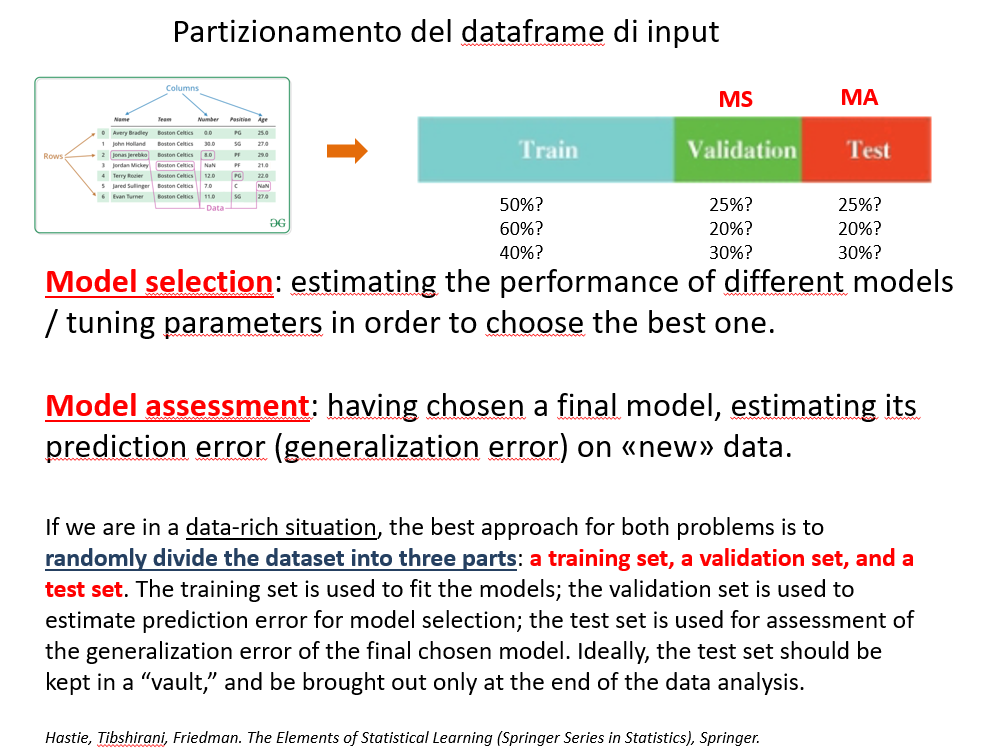 Partizionamento del dataframe di input
Columns
Name Team Number Position Age
0 Avery Bradley Boston Celtics 0.0 PG 25.0
1 John Holland Boston Celtics 30.0 SG 27.0
2 Jonas Jerebko Boston Celtics 8.0 PF 29.0
3 Jordan Mickey Boston Celtics NaN PF 21.0
4 Terry Rozier Boston Celtics 12.0 PG 22.0
5 Jared Sullinger Boston Celtics 7.0 C NaN
6 Evan Turner Boston Celtics 11.0 SG 27.0
Rows
Data
MS MA
Train Validation Test
50%? 25%? 25%?
60%? 20%? 20%?
40%? 30%? 30%?
Model selection: estimating the performance of different models
/ tuning parameters in order to choose the best one.
Model assessment: having chosen a final model, estimating its
prediction error (generalization error) on «new» data.
If we are in a data-rich situation, the best approach for both problems is to
randomly divide the dataset into three parts: a training set, a validation set, and a
test set. The training set is used to fit the models; the validation set is used to
estimate prediction error for model selection; the test set is used for assessment of
the generalization error of the final chosen model. Ideally, the test set should be
kept in a “vault,” and be brought out only at the end of the data analysis.
Hastie, Tibshirani, Friedman. The Elements of Statistical Learning (Springer Series in Statistics), Springer.